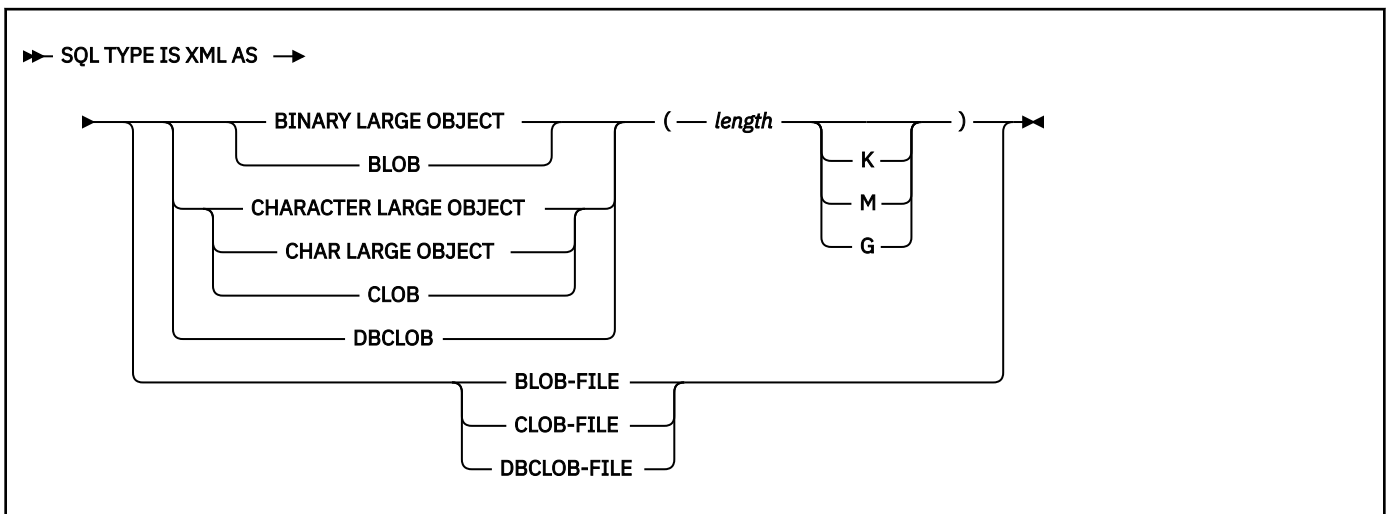 SQL TYPE IS XML AS
BINARY LARGE OBJECT ( length )
BLOB K
CHARACTER LARGE OBJECT M
CHAR LARGE OBJECT G
CLOB
DBCLOB
BLOB-FILE
CLOB-FILE
DBCLOB-FILE